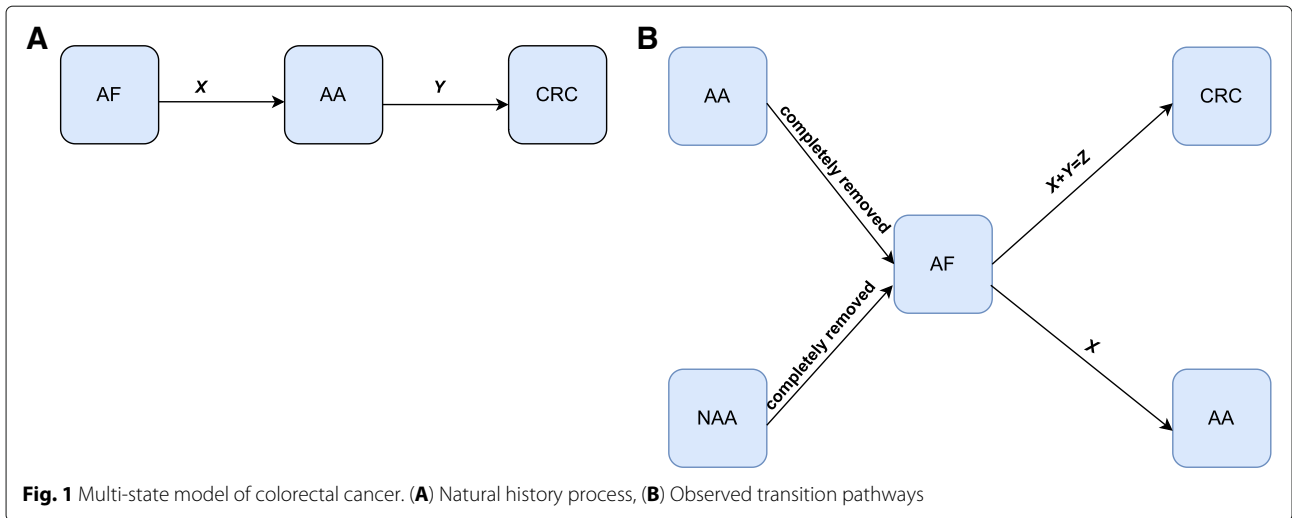 A
AF
X
AA
Y
CRC
B
AA
completely removed
NAA
completely removed
AF
X+Y=Z
CRC
X
AA
Fig. 1 Multi-state model of colorectal cancer. (A) Natural history process, (B) Observed transition pathways